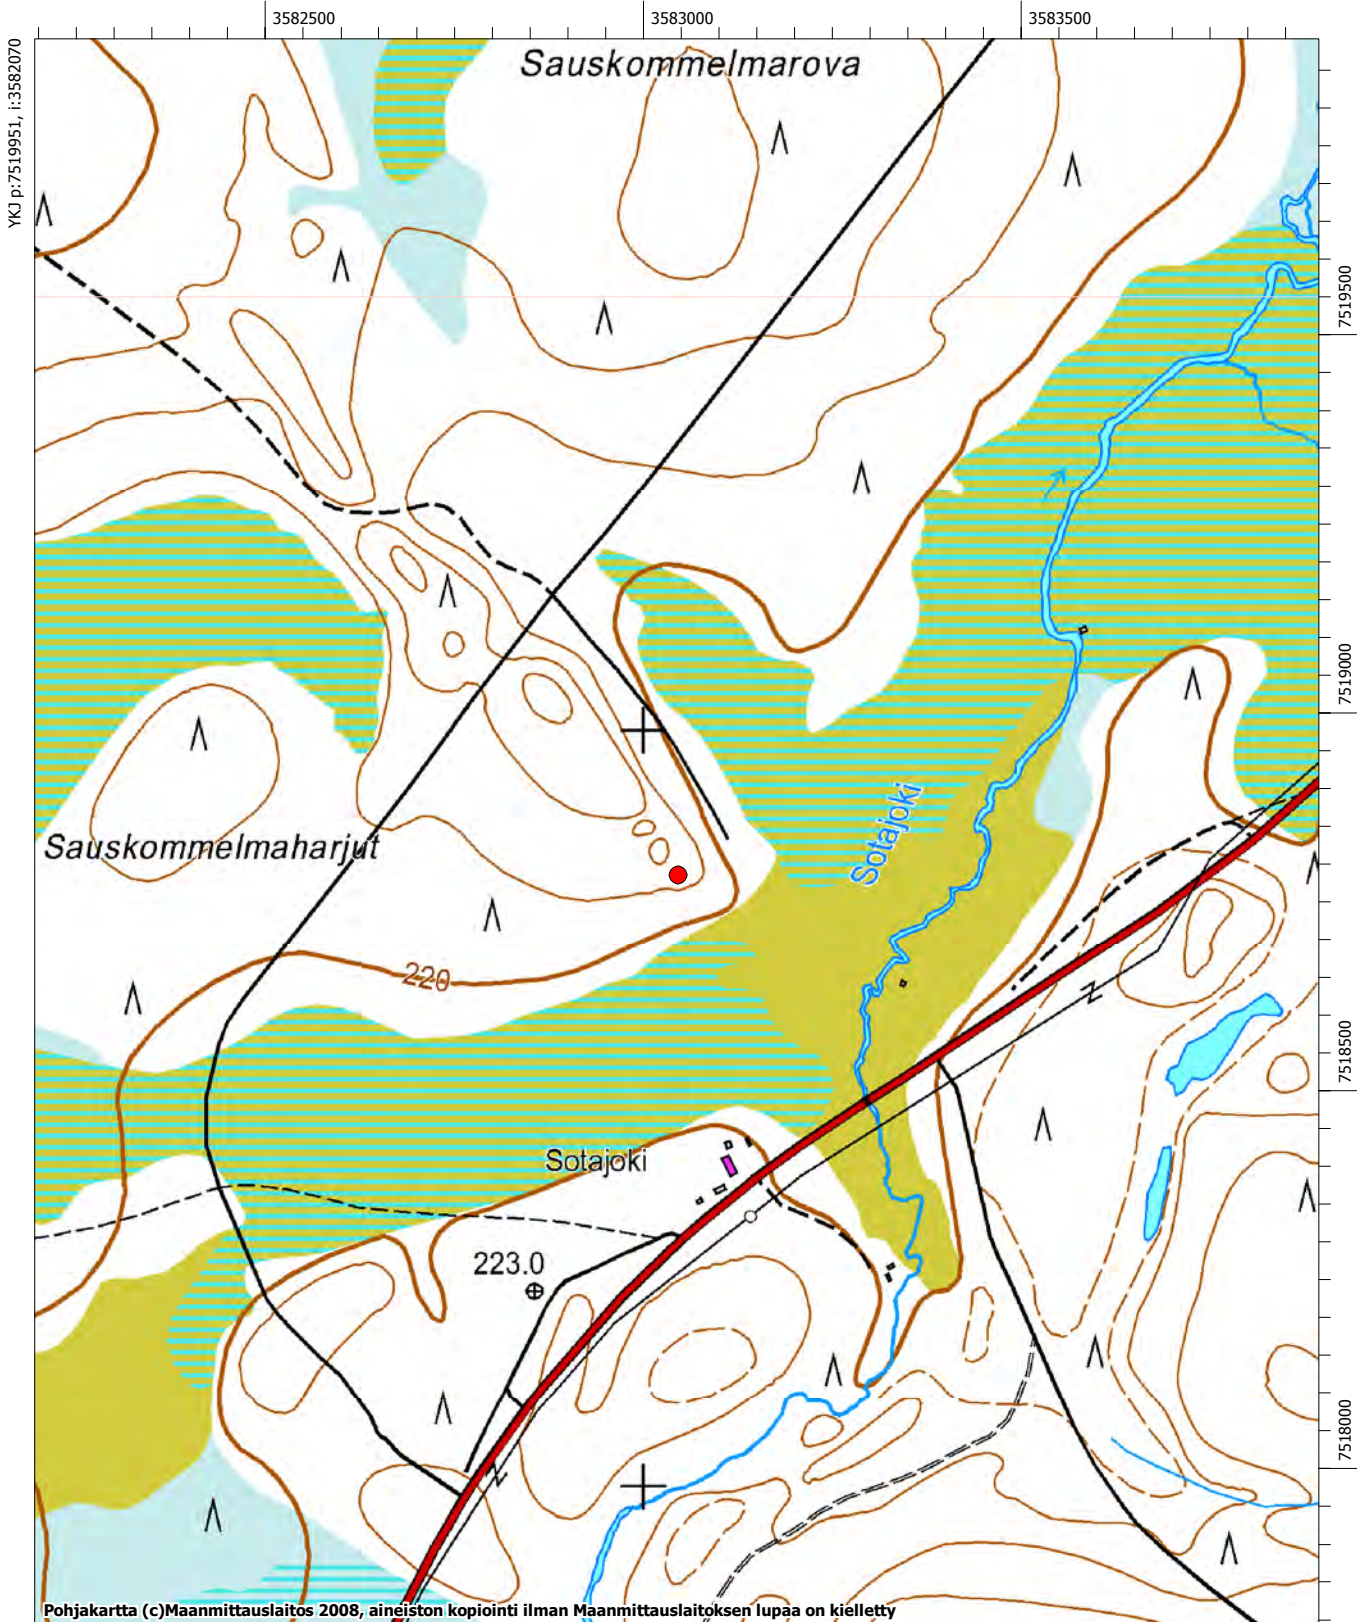 3582500
3583000
3583500
YKJ p:7519951, i:3582070
Sauskommelmarova
7519500
7519000
Sotajoki
Sauskommelmaharjut
220
7518500
Sotajoki
223.0
7518000
Pohjakartta (c)Maanmittauslaitos 2008, aineiston kopiointi ilman Maanmittauslaitoksen lupaa on kielletty